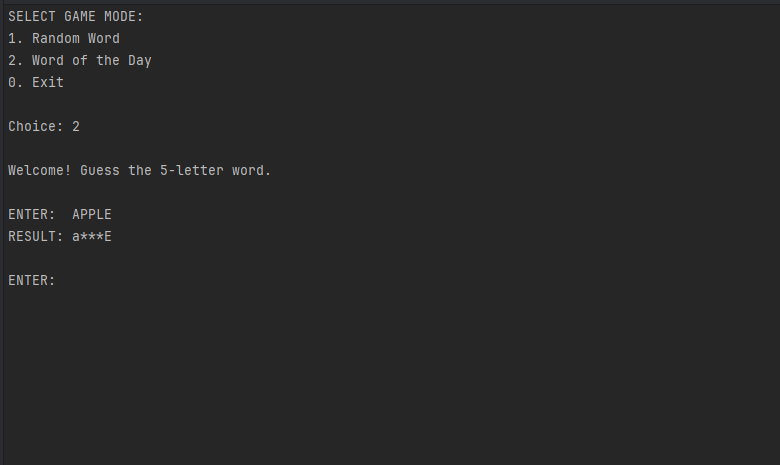 SELECT GAME MODE:
1. Random Word
2. Word of the Day
0. Exit
Choice: 2
Welcome! Guess the 5-letter word.
ENTER:  APPLE
RESULT: a***E
ENTER: